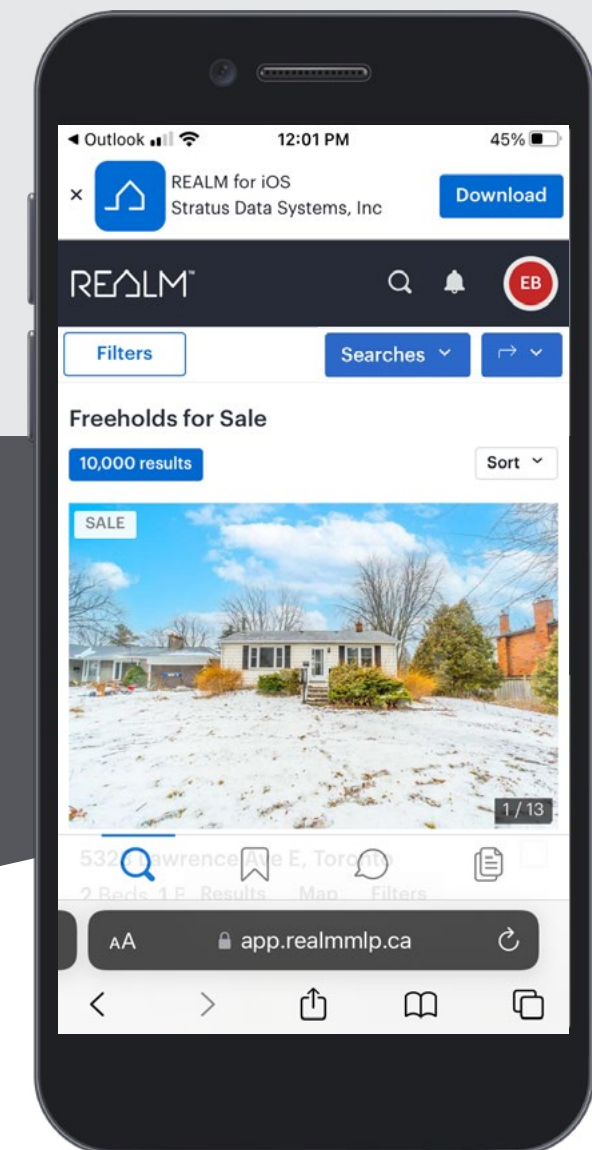 ◀ Outlook 12:01 PM 45%
× REALM for iOS
Stratus Data Systems, Inc
Download
REALM™ EB
Filters Searches
Freeholds for Sale
10,000 results Sort
SALE
1 / 13
5328 Lawrence Ave E, Toronto
2 Beds, 1 B Results Map Filters
AA app.realmmlp.ca